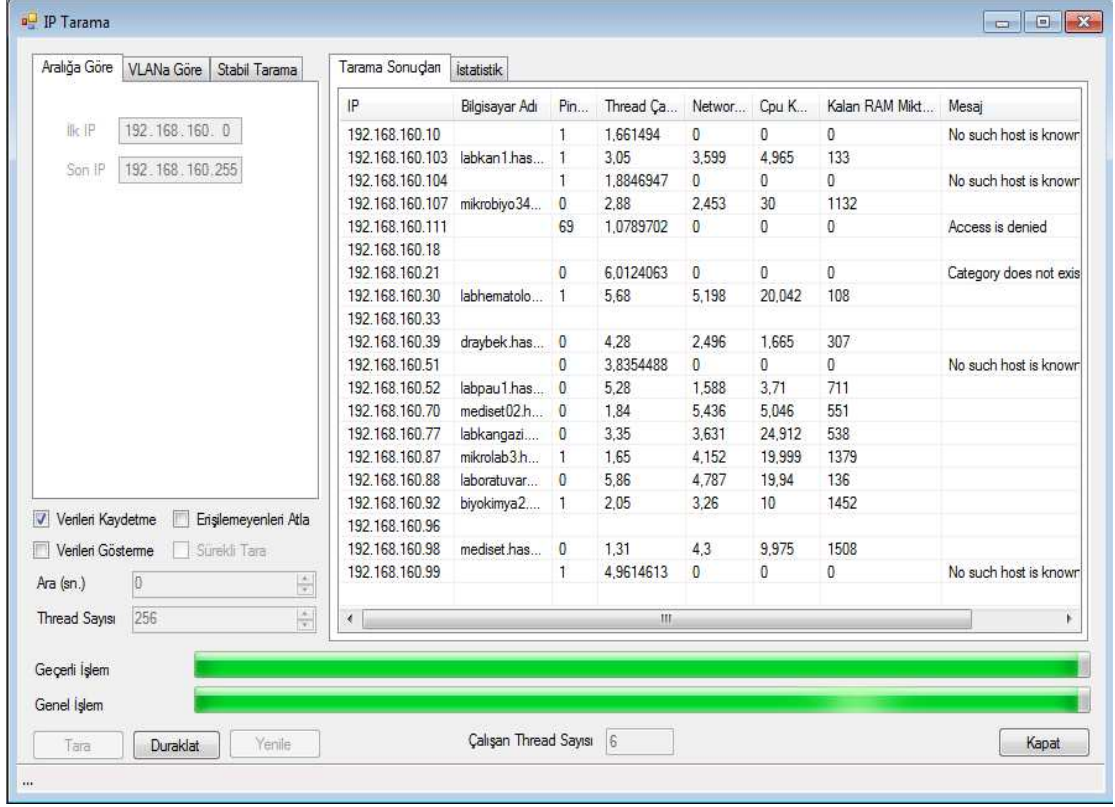 IP Tarama
Aralığa Göre VLANa Göre Stabil Tarama
İlk IP 192.168.160. 0
Son IP 192.168.160.255
Verileri Kaydetme Erişilemeyenleri Atla
Verileri Gösterme Sürekli Tara
Ara (sn.) 0
Thread Sayısı 256
Tarama Sonuçları İstatistik
IP Bilgisayar Adı Pin... Thread Ça... Networ... Cpu K... Kalan RAM Mikt... Mesaj
192.168.160.10 1 1,661494 0 0 0 No such host is known
192.168.160.103 labkan1.has... 1 3,05 3,599 4,965 133
192.168.160.104 1 1,8846947 0 0 0 No such host is known
192.168.160.107 mikrobiyo34... 0 2,88 2,453 30 1132
192.168.160.111 69 1,0789702 0 0 0 Access is denied
192.168.160.18
192.168.160.21 0 6,0124063 0 0 0 Category does not exis
192.168.160.30 labhematolo... 1 5,68 5,198 20,042 108
192.168.160.33
192.168.160.39 draybek.has... 0 4,28 2,496 1,665 307
192.168.160.51 0 3,8354488 0 0 0 No such host is known
192.168.160.52 labpau1.has... 0 5,28 1,588 3,71 711
192.168.160.70 mediset02.h... 0 1,84 5,436 5,046 551
192.168.160.77 labkangazi.... 0 3,35 3,631 24,912 538
192.168.160.87 mikrolab3.h... 1 1,65 4,152 19,999 1379
192.168.160.88 laboratuvar... 0 5,86 4,787 19,94 136
192.168.160.92 biyokimya2.... 1 2,05 3,26 10 1452
192.168.160.96
192.168.160.98 mediset.has... 0 1,31 4,3 9,975 1508
192.168.160.99 1 4,9614613 0 0 0 No such host is known
Geçerli İşlem
Genel İşlem
Tara Duraklat Yenile Çalışan Thread Sayısı 6 Kapat
...